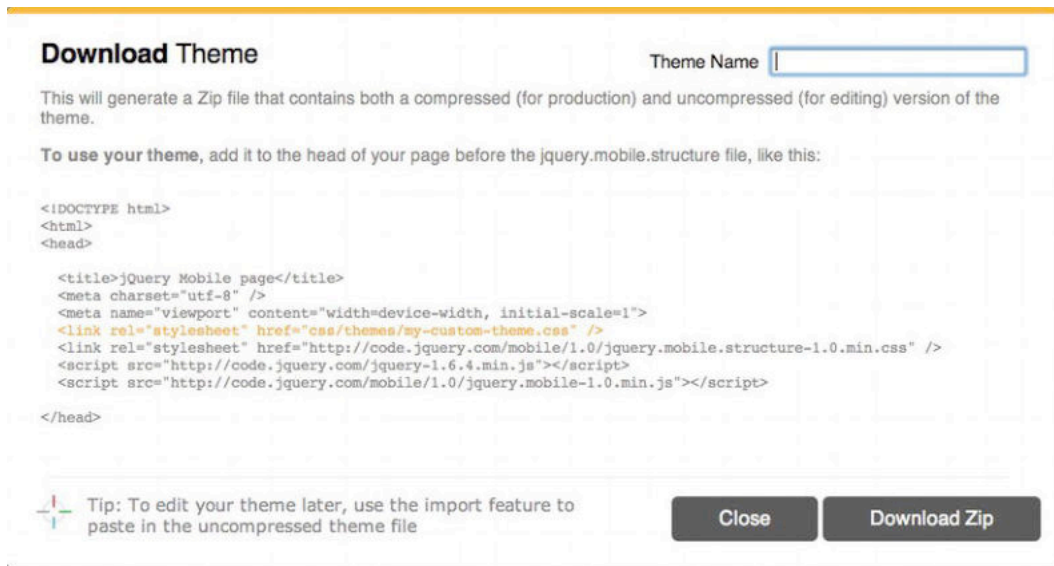 Download Theme
Theme Name
This will generate a Zip file that contains both a compressed (for production) and uncompressed (for editing) version of the
theme.
To use your theme, add it to the head of your page before the jquery.mobile.structure file, like this:
<!DOCTYPE html>
<html>
<head>
<title>jQuery Mobile page</title>
<meta charset="utf-8" />
<meta name="viewport" content="width=device-width, initial-scale=1">
<link rel="stylesheet" href="css/themes/my-custom-theme.css" />
<link rel="stylesheet" href="http://code.jquery.com/mobile/1.0/jquery.mobile.structure-1.0.min.css" />
<script src="http://code.jquery.com/jquery-1.6.4.min.js"></script>
<script src="http://code.jquery.com/mobile/1.0/jquery.mobile-1.0.min.js"></script>
</head>
Tip: To edit your theme later, use the import feature to
paste in the uncompressed theme file
Close
Download Zip